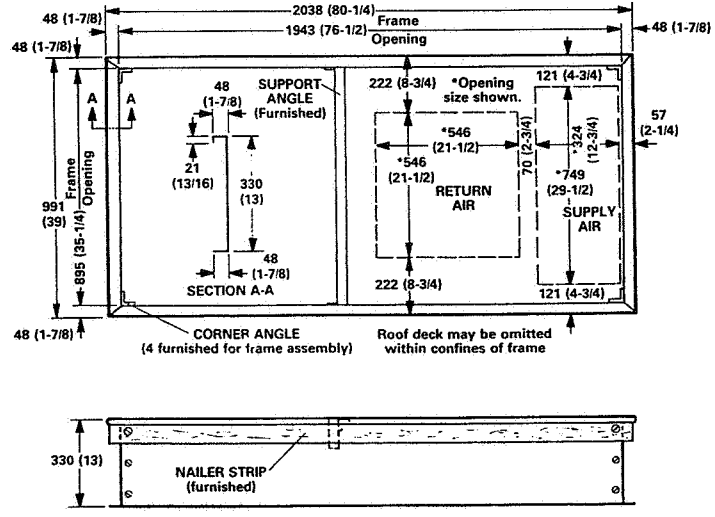 2038 (80-1/4)
Frame
48 (1-7/8)
1943 (76-1/2)
48 (1-7/8)
Opening
48 (1-7/8)
121 (4-3/4)
48
(1-7/8)
SUPPORT
ANGLE
(Furnished)
222 (8-3/4)
*Opening
size shown.
A
A
57
(2-1/4)
*546
(21-1/2)
70 (2-3/4)
*324
(12-3/4)
*546
(21-1/2)
21
(13/16)
330
(13)
*749
(29-1/2)
RETURN
AIR
SUPPLY
AIR
Frame
Opening
991
(39)
895 (35-1/4)
48
(1-7/8)
SECTION A-A
222 (8-3/4)
121 (4-3/4)
48 (1-7/8)
CORNER ANGLE
(4 furnished for frame assembly)
Roof deck may be omitted
within confines of frame
330 (13)
NAILER STRIP
(furnished)